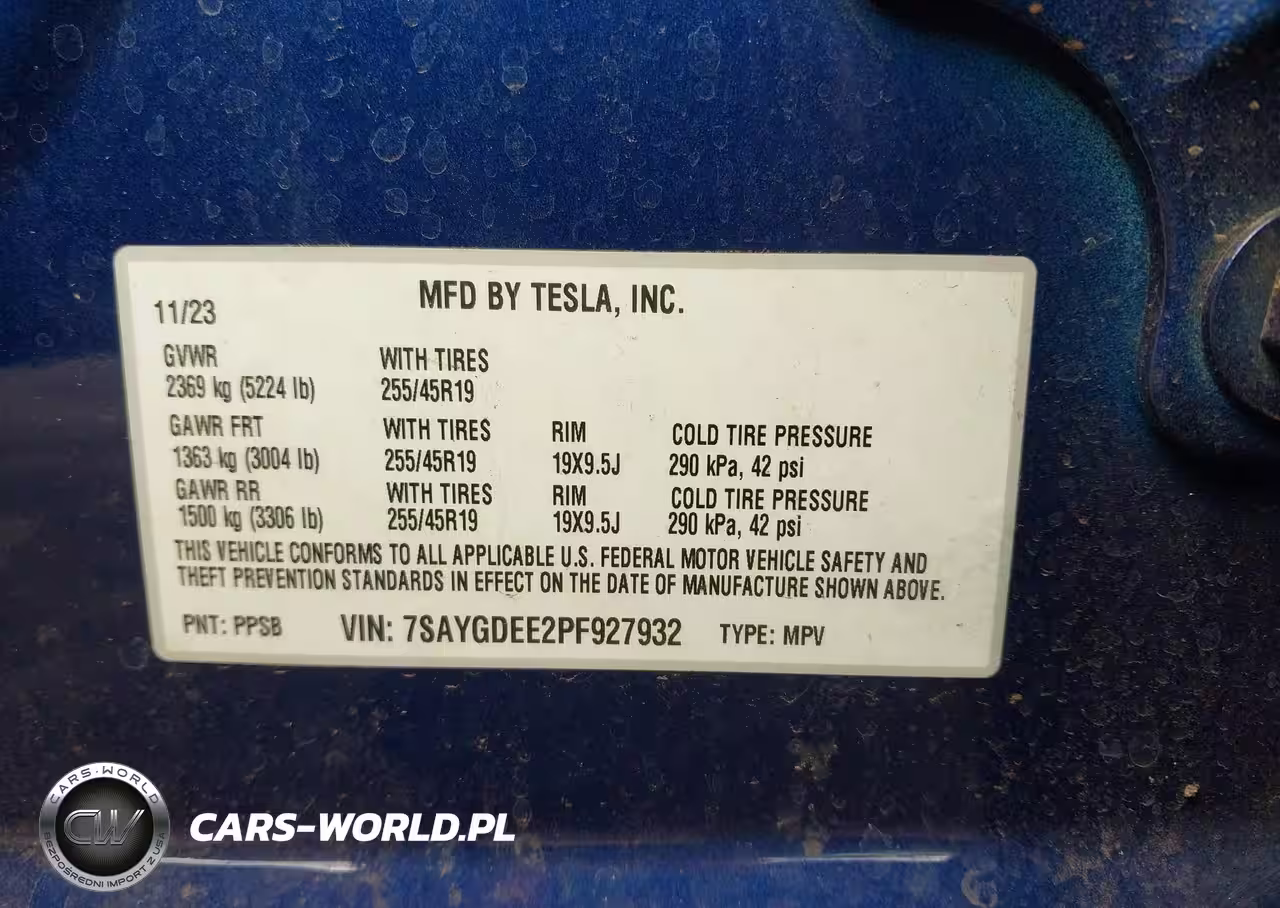 MFD BY TESLA, INC.
11/23
GVWR WITH TIRES
2369 kg (5224 lb) 255/45R19
GAWR FRT WITH TIRES RIM COLD TIRE PRESSURE
1363 kg (3004 lb) 255/45R19 19X9.5J 290 kPa, 42 psi
GAWR RR WITH TIRES RIM COLD TIRE PRESSURE
1500 kg (3306 lb) 255/45R19 19X9.5J 290 kPa, 42 psi
THIS VEHICLE CONFORMS TO ALL APPLICABLE U.S. FEDERAL MOTOR VEHICLE SAFETY AND
THEFT PREVENTION STANDARDS IN EFFECT ON THE DATE OF MANUFACTURE SHOWN ABOVE.
PNT: PPSB VIN: 7SAYGDEE2PF927932 TYPE: MPV
CARS-WORLD
CW
BEZPOŚREDNI IMPORT Z USA
CARS-WORLD.PL